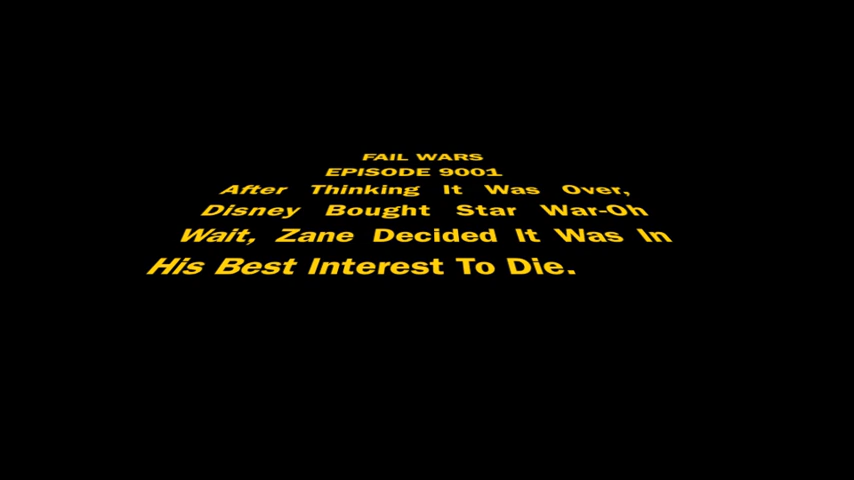 FAIL WARS
EPISODE 9001
After Thinking It Was Over,
Disney Bought Star War-Oh
Wait, Zane Decided It Was In
His Best Interest To Die.